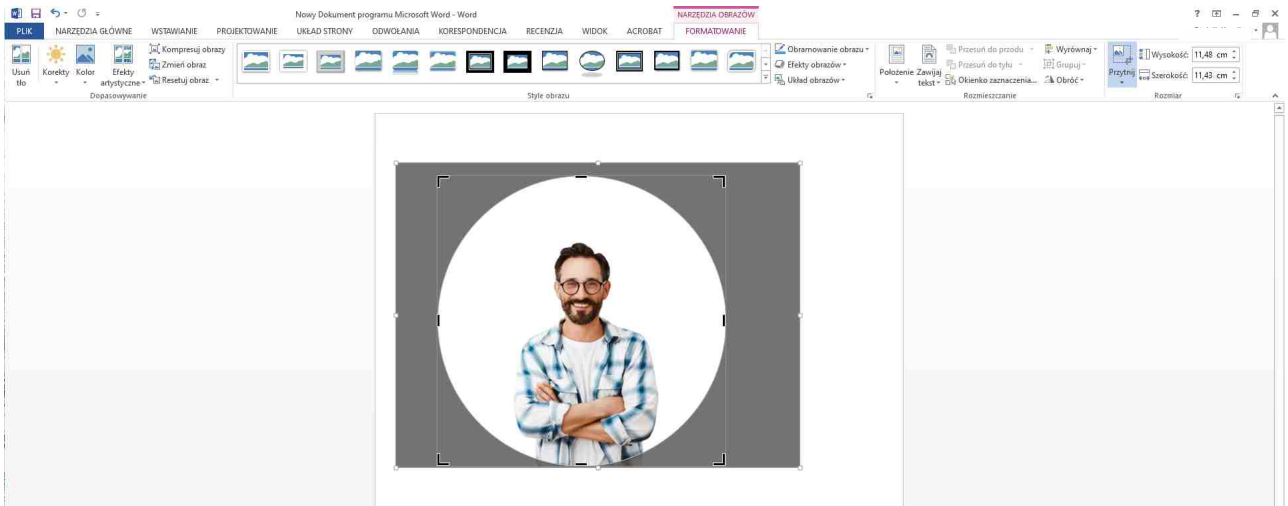 Nowy Dokument programu Microsoft Word - Word
NARZĘDZIA OBRAZÓW
?
PLIK NARZĘDZIA GŁÓWNE WSTAWIANIE PROJEKTOWANIE UKŁAD STRONY ODWOŁANIA KORESPONDENCJA RECENZJA WIDOK ACROBAT FORMATOWANIE
Usuń tło
Korekty
Kolor
Efekty artystyczne
Kompresuj obrazy
Zmień obraz
Resetuj obraz
Dopasowywanie
Style obrazu
Obramowanie obrazu
Efekty obrazów
Układ obrazów
Położenie
Zawijaj tekst
Przesuń do przodu
Przesuń do tyłu
Okienko zaznaczenia...
Wyrównaj
Grupuj
Obróć
Rozmieszczanie
Przytnij
Wysokość: 11,48 cm
Szerokość: 11,43 cm
Rozmiar